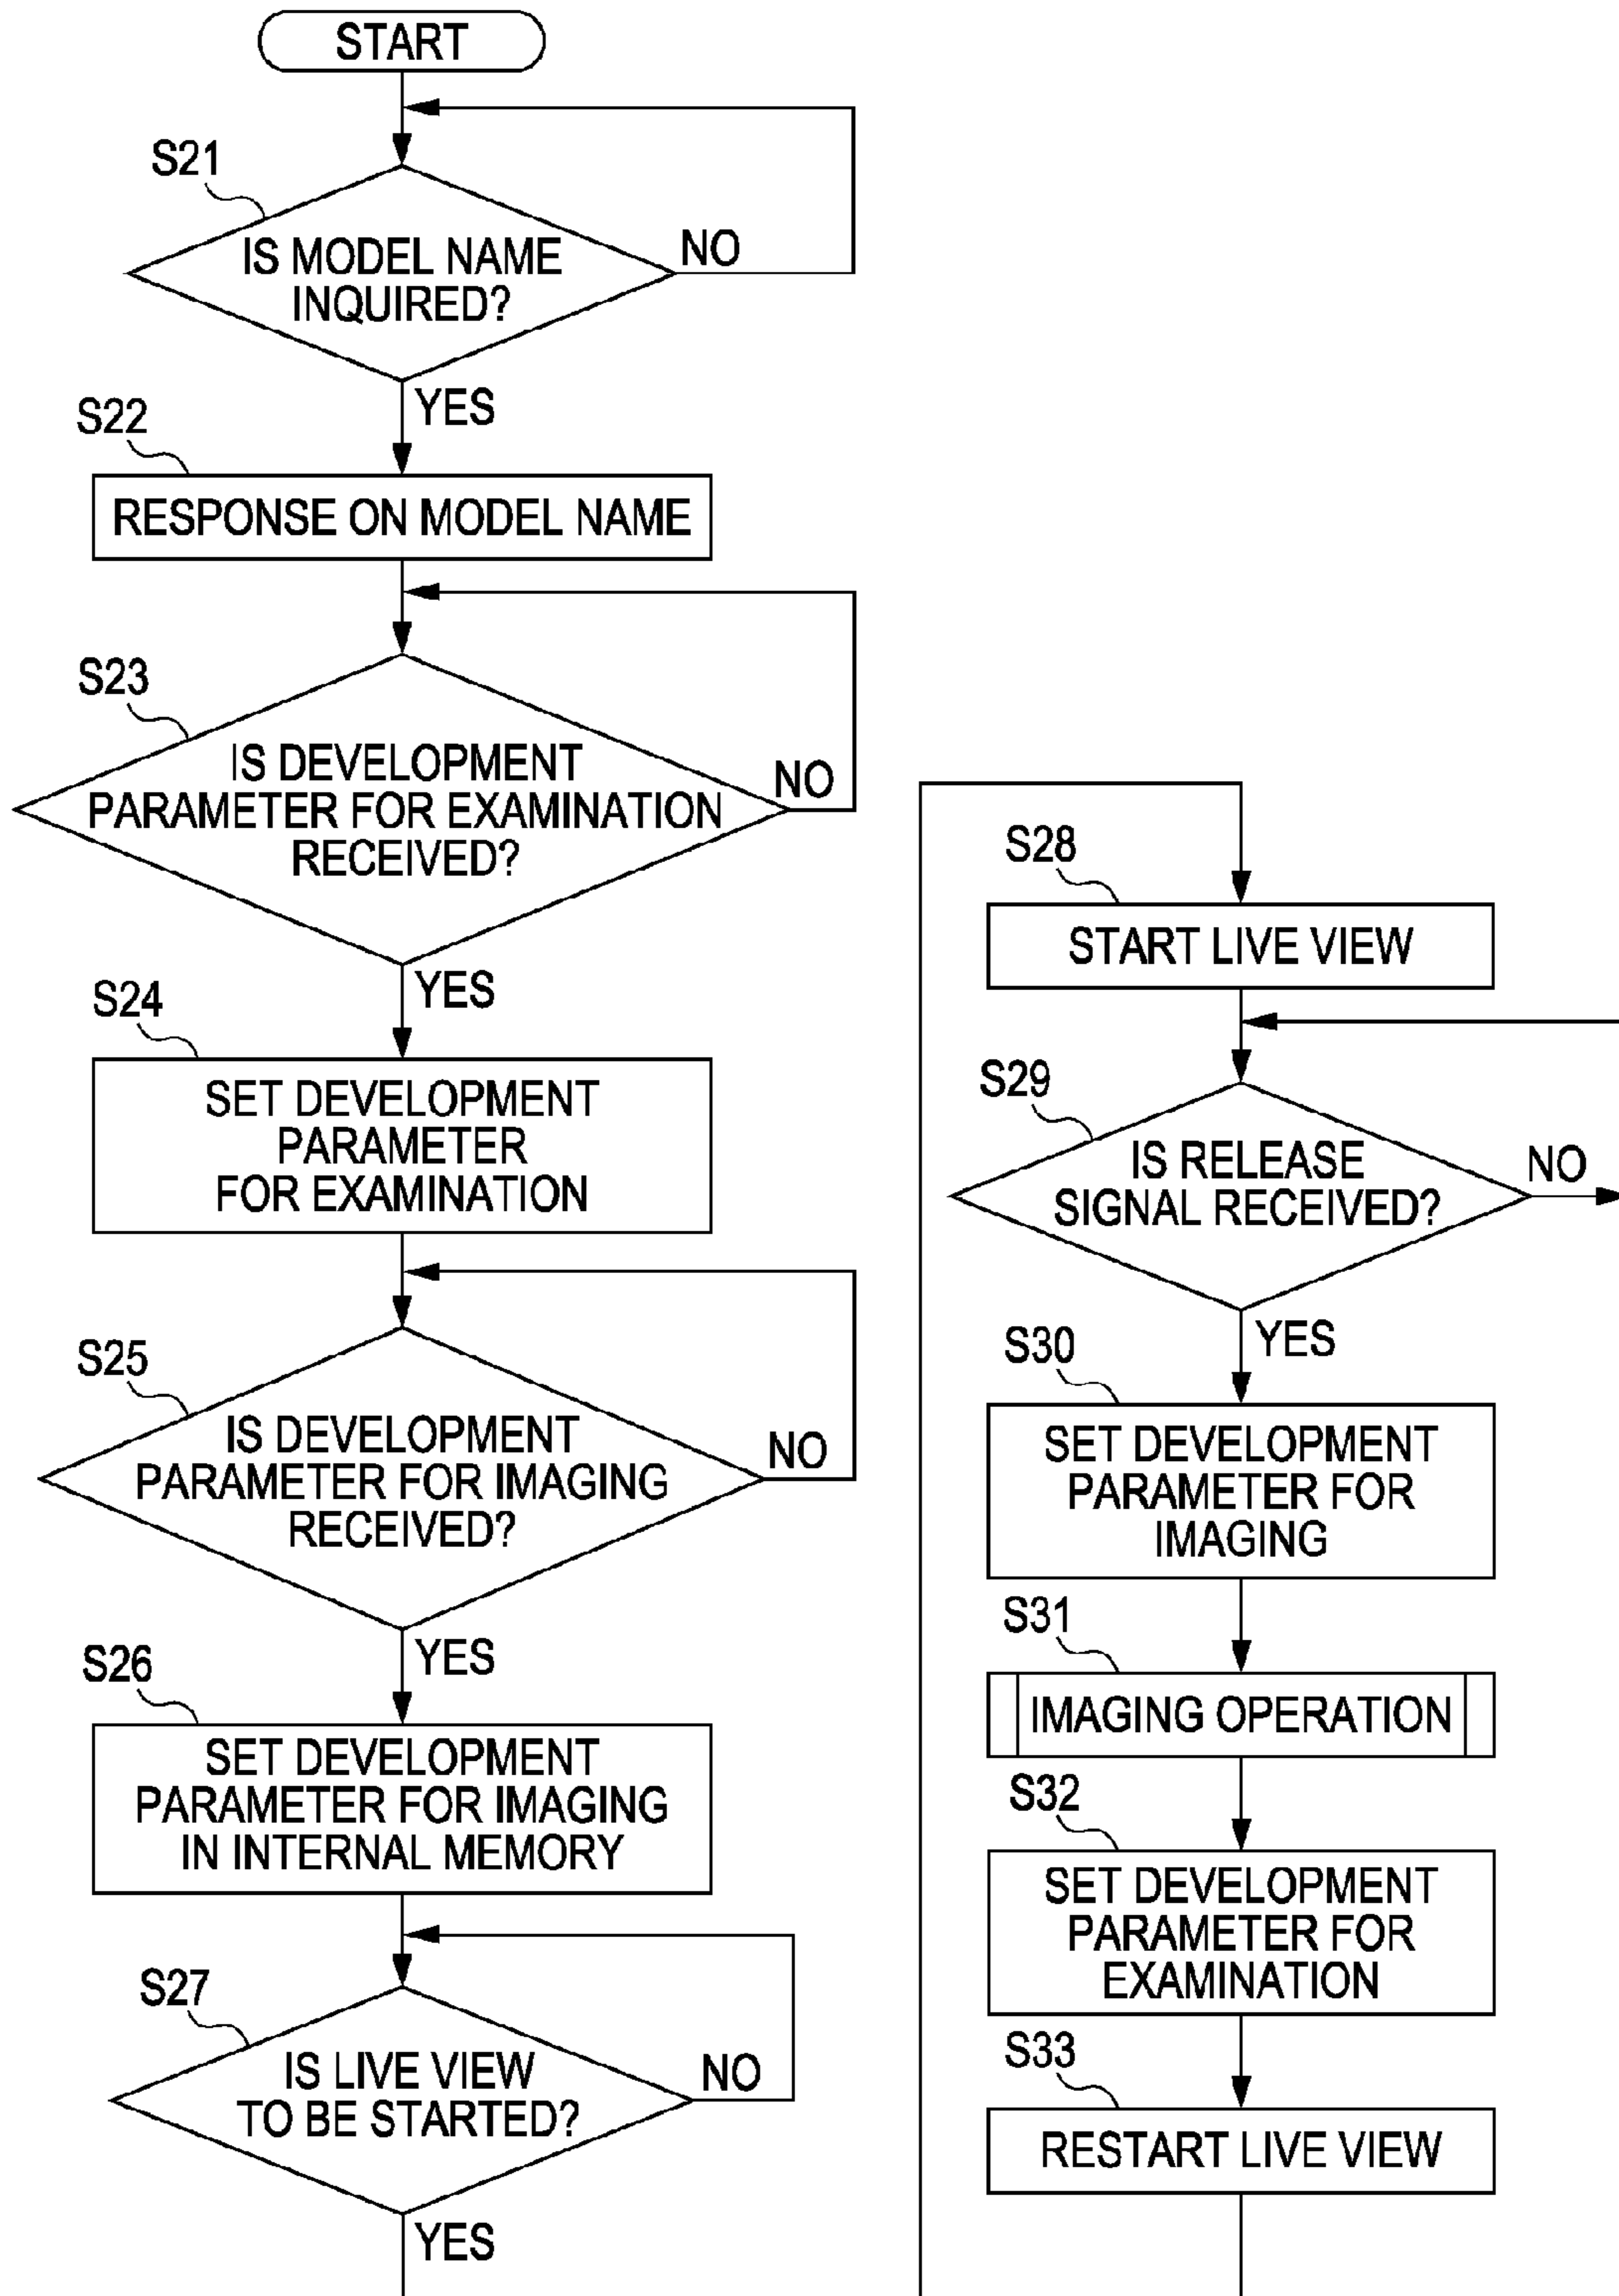 START
S21
IS MODEL NAME
INQUIRED?
NO
YES
S22
RESPONSE ON MODEL NAME
S23
IS DEVELOPMENT
PARAMETER FOR EXAMINATION
RECEIVED?
NO
YES
S24
SET DEVELOPMENT
PARAMETER
FOR EXAMINATION
S25
IS DEVELOPMENT
PARAMETER FOR IMAGING
RECEIVED?
NO
YES
S26
SET DEVELOPMENT
PARAMETER FOR IMAGING
IN INTERNAL MEMORY
S27
IS LIVE VIEW
TO BE STARTED?
NO
YES
S28
START LIVE VIEW
S29
IS RELEASE
SIGNAL RECEIVED?
NO
YES
S30
SET DEVELOPMENT
PARAMETER FOR
IMAGING
S31
IMAGING OPERATION
S32
SET DEVELOPMENT
PARAMETER FOR
EXAMINATION
S33
RESTART LIVE VIEW